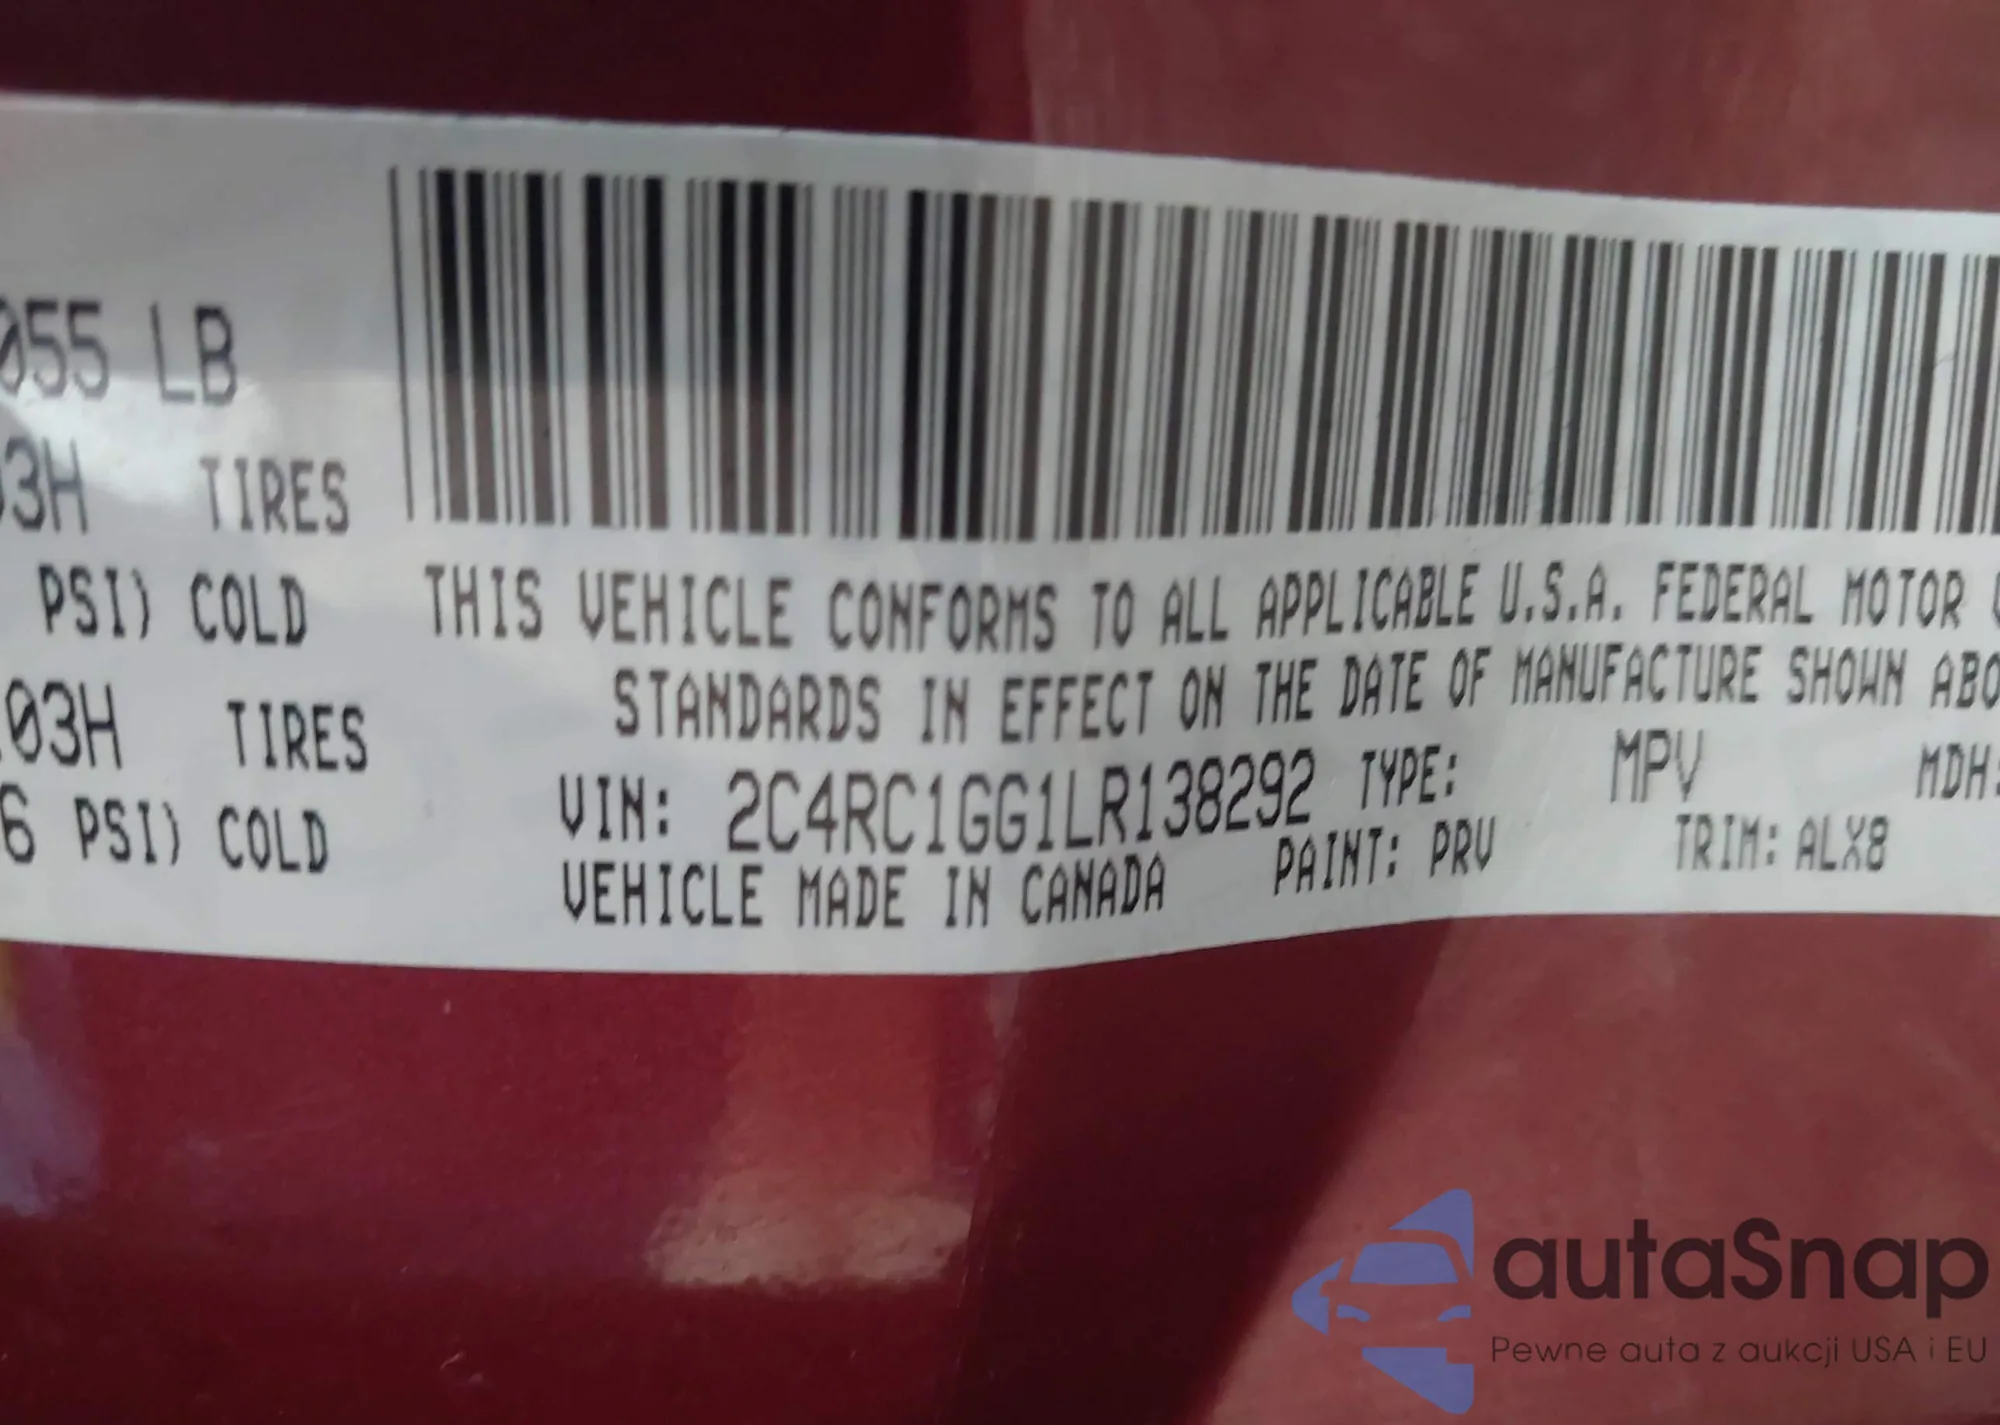 055 LB
03H TIRES
PSI) COLD
03H TIRES
6 PSI) COLD
THIS VEHICLE CONFORMS TO ALL APPLICABLE U.S.A. FEDERAL MOTOR
STANDARDS IN EFFECT ON THE DATE OF MANUFACTURE SHOWN ABO
VIN: 2C4RC1GG1LR138292 TYPE: MPV MDH:
VEHICLE MADE IN CANADA PAINT: PRV TRIM: ALX8
autaSnap
Pewne auta z aukcji USA i EU